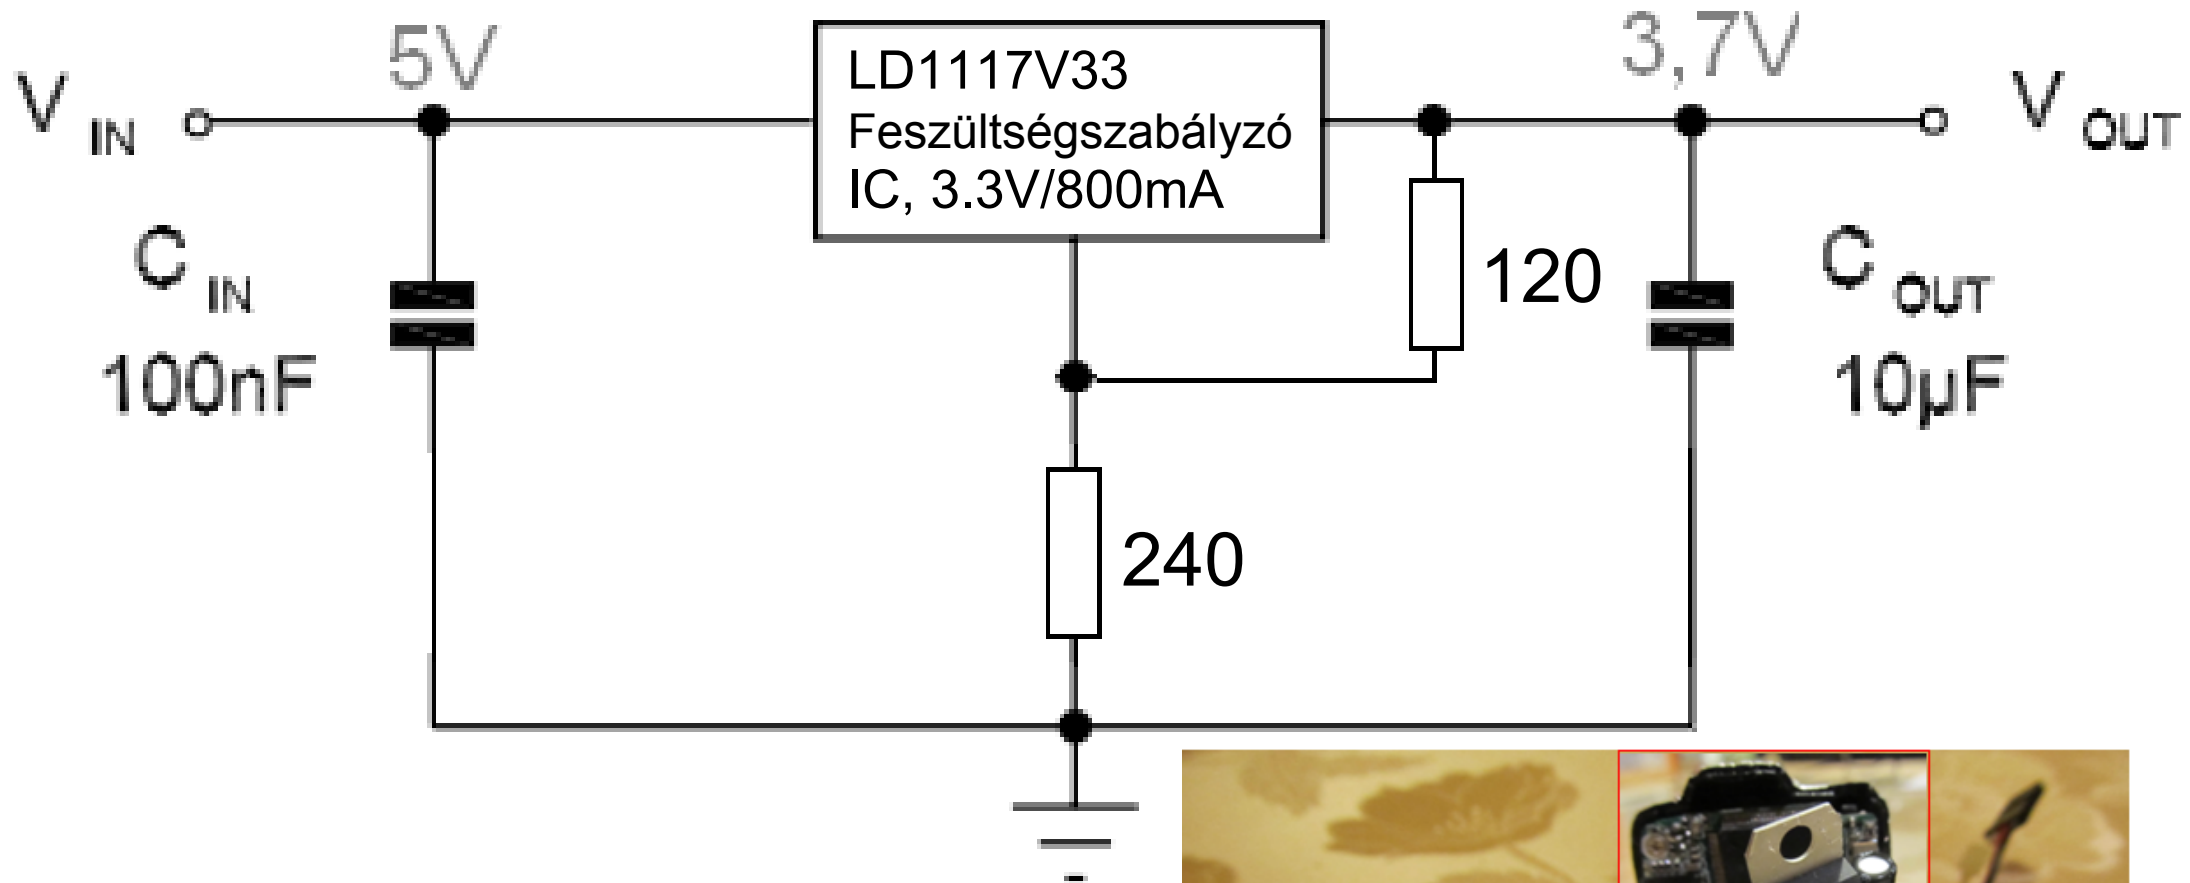 5V
3,7V
V IN
LD1117V33
Feszültségszabályzó
IC, 3.3V/800mA
V OUT
C IN
100nF
120
C OUT
10µF
240